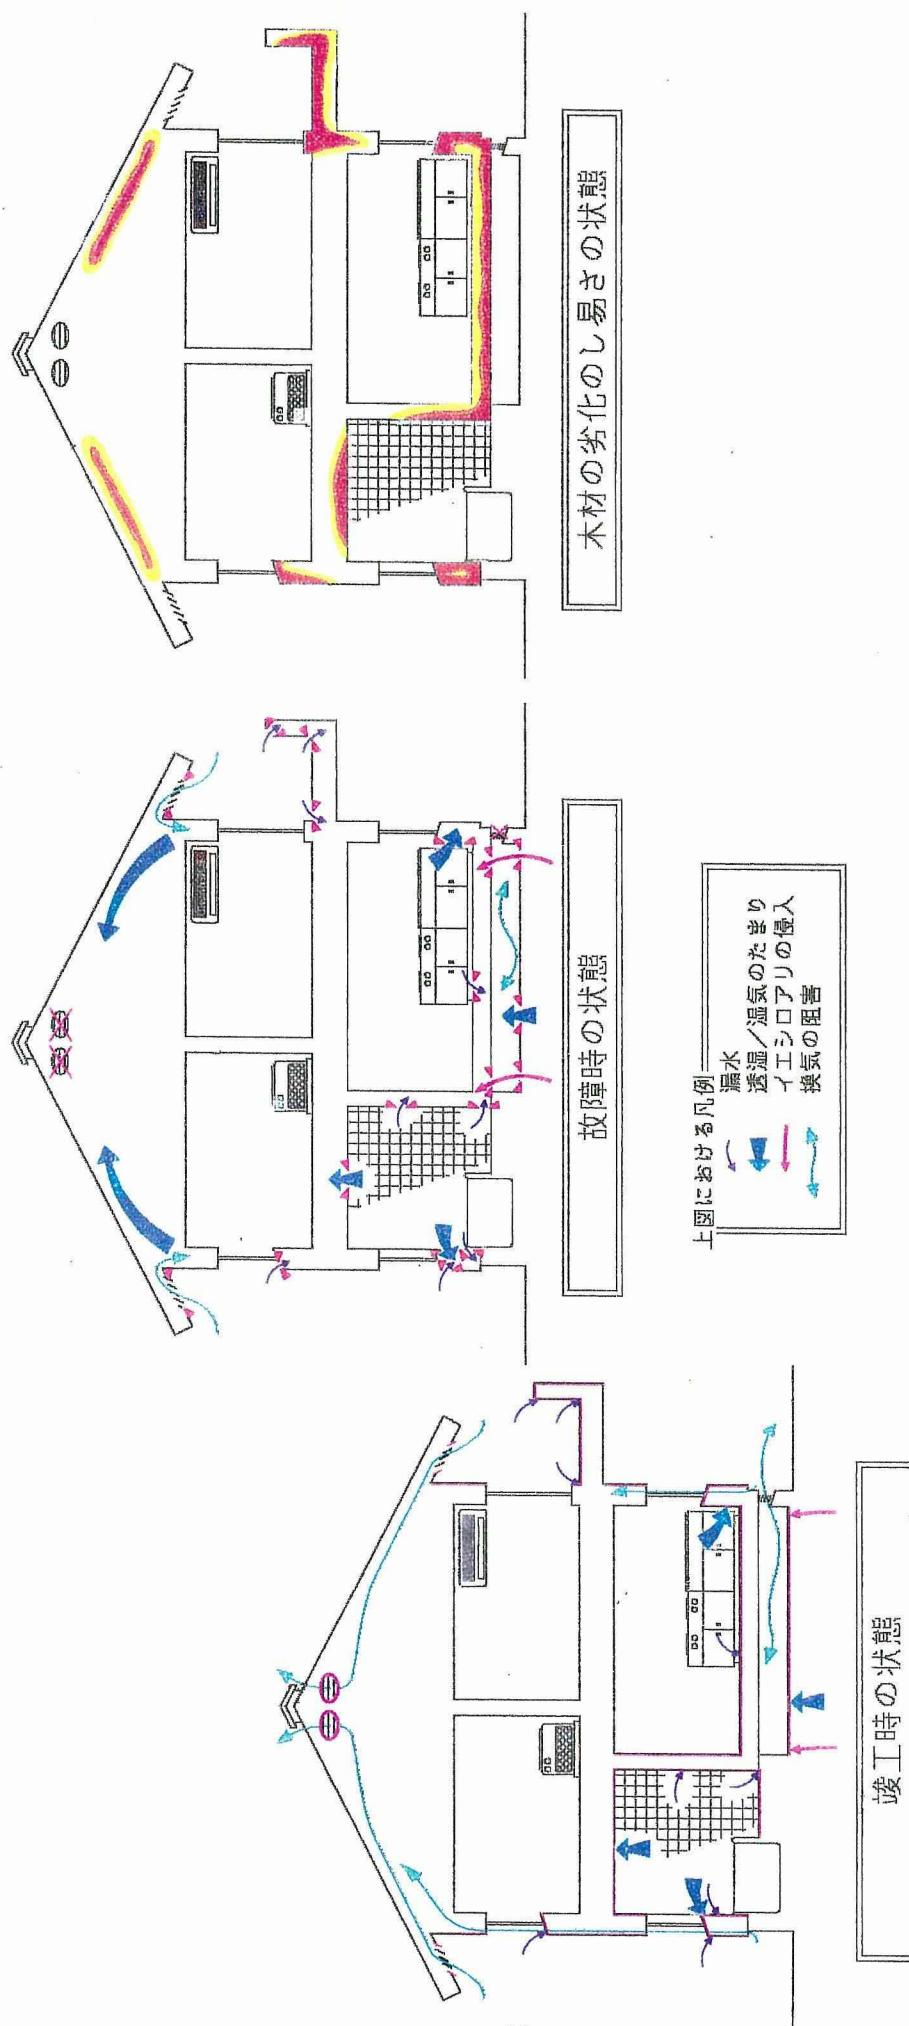 竣工時の状態
故障時の状態
木材の劣化のし易さの状態
上図における凡例
漏水
透湿／湿気のたまり
イエシロアリの侵入
換気の阻害